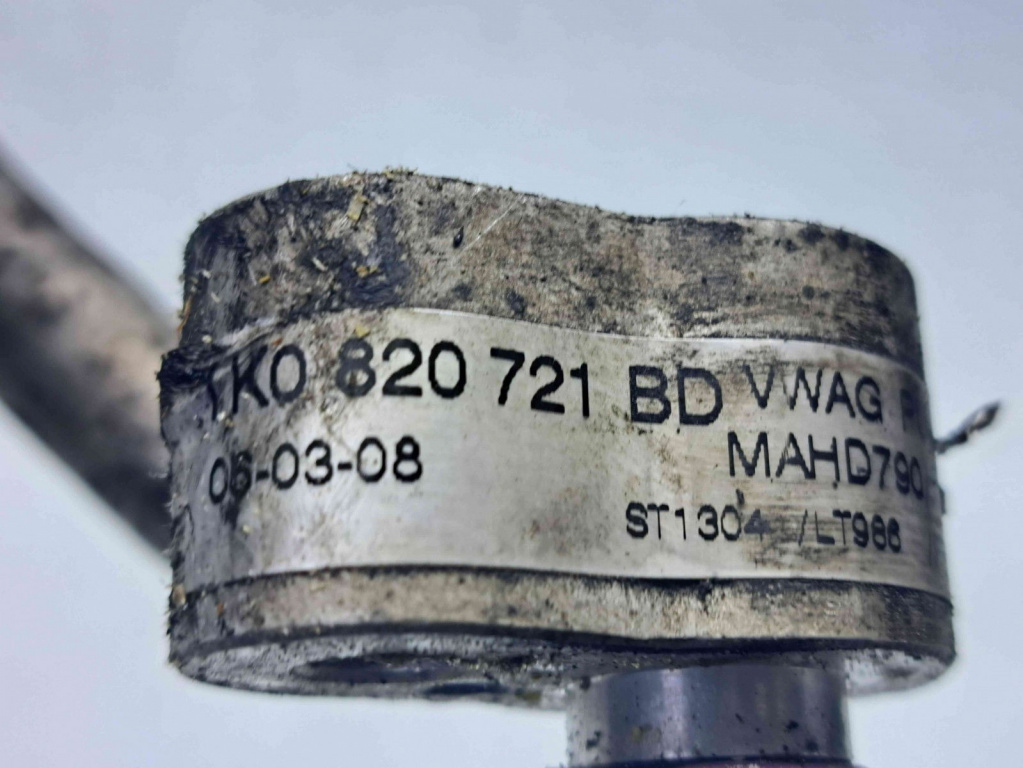 1K0 820 721 BD VWAG
06-03-08 MAHD790
ST1304 /LT986